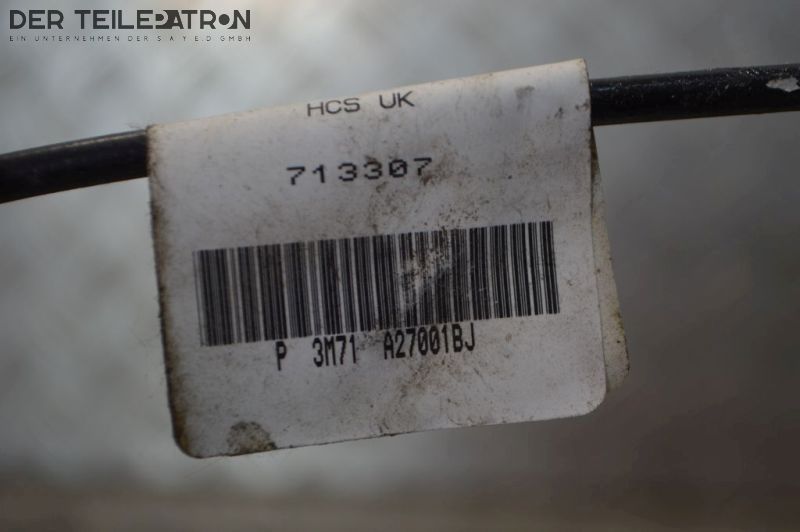 DER TEILEPATRON
EIN UNTERNEHMEN DER S A Y E D GMBH
HCS UK
713307
P 3M71 A27001BJ